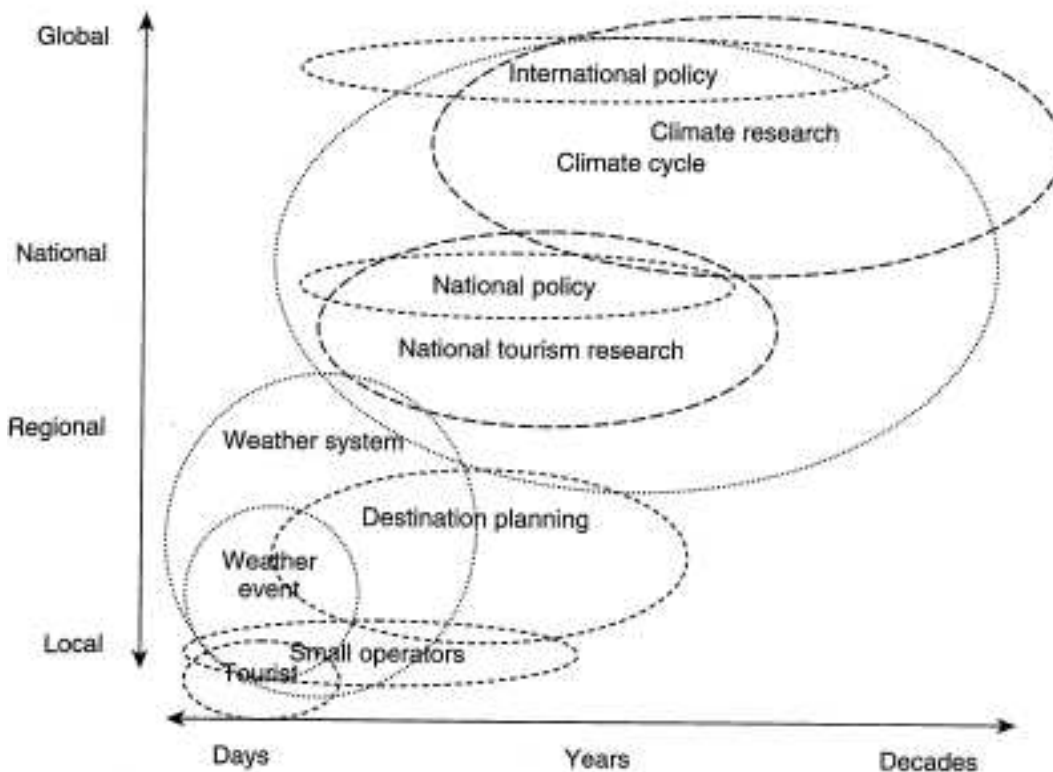 Global
International policy
Climate research
Climate cycle
National
National policy
National tourism research
Regional
Weather system
Destination planning
Weather
event
Local
Small operators
Tourist
Days
Years
Decades